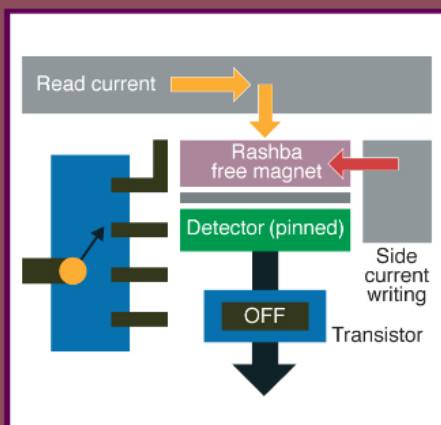 Read current
Rashba
free magnet
Detector (pinned)
Side
current
writing
OFF
Transistor